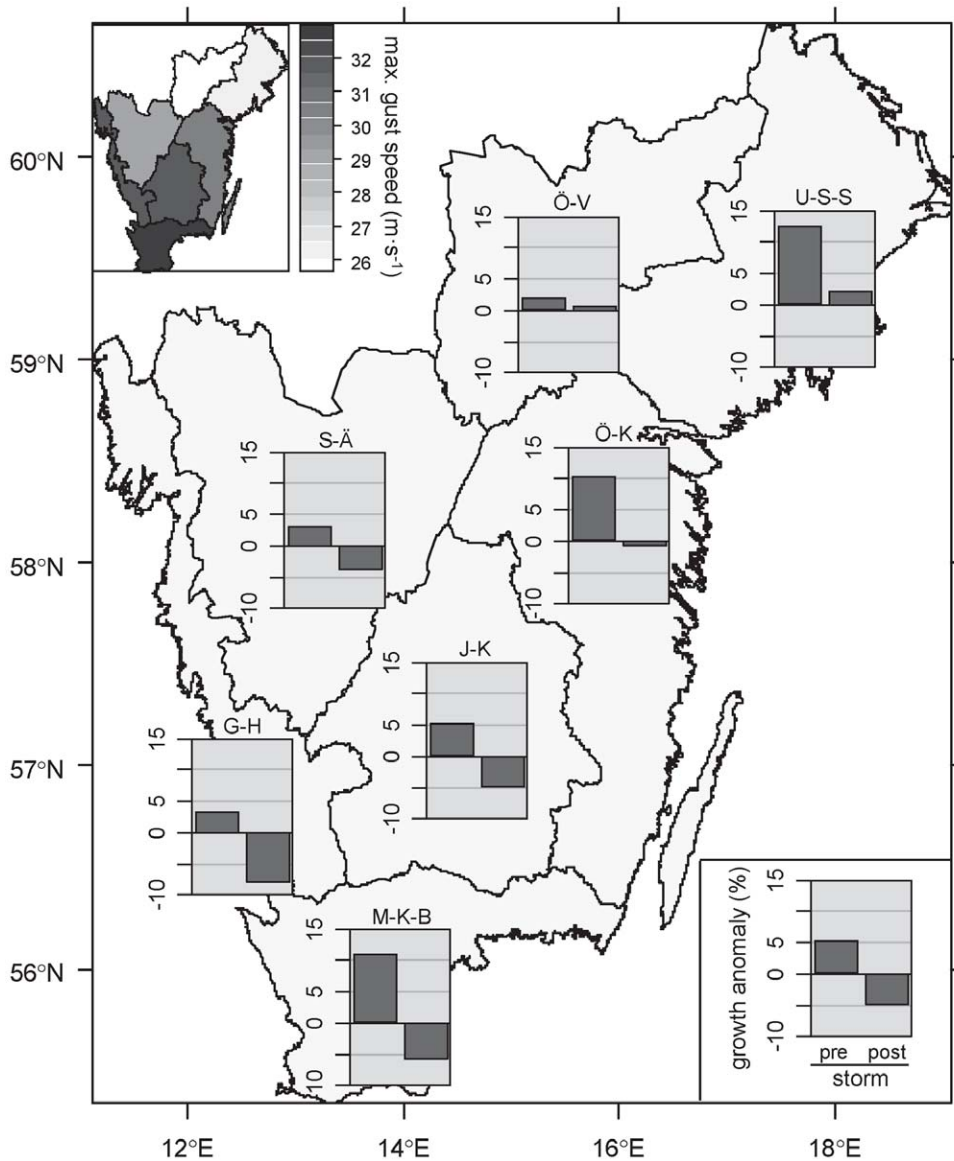 max. gust speeed (m·s⁻¹)
32
31
30
29
28
27
26
60°N
59°N
58°N
57°N
56°N
12°E
14°E
16°E
18°E
Ö-V
15
5
0
-10
U-S-S
15
5
0
-10
S-Ä
15
5
0
-10
Ö-K
15
5
0
-10
J-K
15
5
0
-10
G-H
15
5
0
-10
M-K-B
15
5
0
-10
growth anomaly (%)
15
5
0
-10
pre post
storm